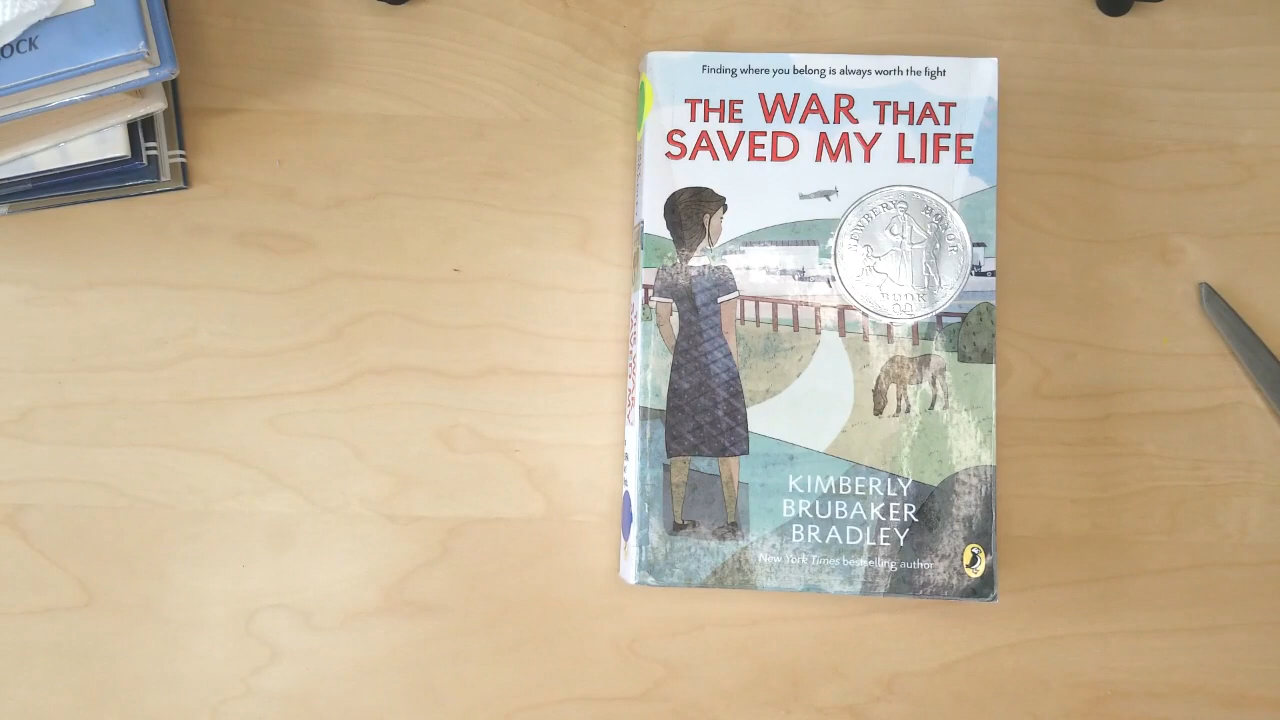 OCK
Finding where you belong is always worth the fight
THE WAR THAT
SAVED MY LIFE
NEWBERY HONOR
BOOK
KIMBERLY
BRUBAKER
BRADLEY
New York Times bestselling author